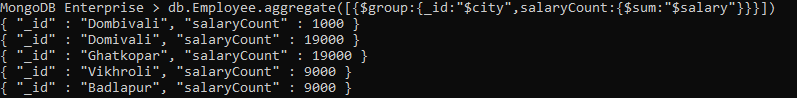 MongoDB Enterprise > db.Employee.aggregate([{$group:{_id:"$city",salaryCount:{$sum:"$salary"}}}])
{ "_id" : "Dombivali", "salaryCount" : 1000 }
{ "_id" : "Domivali", "salaryCount" : 19000 }
{ "_id" : "Ghatkopar", "salaryCount" : 19000 }
{ "_id" : "Vikhroli", "salaryCount" : 9000 }
{ "_id" : "Badlapur", "salaryCount" : 9000 }